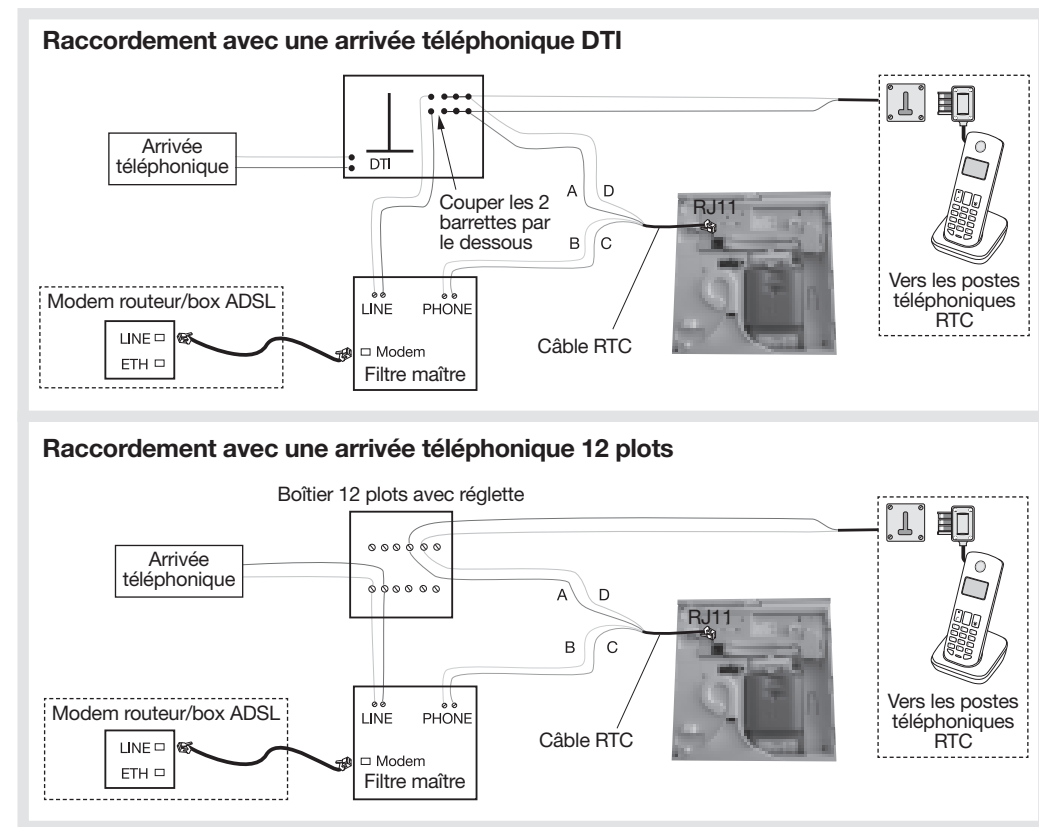 Raccordement avec une arrivée téléphonique DTI
Arrivée
téléphonique
DTI
Couper les 2
barrettes par
le dessous
A
D
B
C
RJ11
Câble RTC
Vers les postes
téléphoniques
RTC
Modem routeur/box ADSL
LINE
ETH
LINE
PHONE
Modem
Filtre maître
Raccordement avec une arrivée téléphonique 12 plots
Boîtier 12 plots avec réglette
Arrivée
téléphonique
A
D
B
C
RJ11
Câble RTC
Vers les postes
téléphoniques
RTC
Modem routeur/box ADSL
LINE
ETH
LINE
PHONE
Modem
Filtre maître